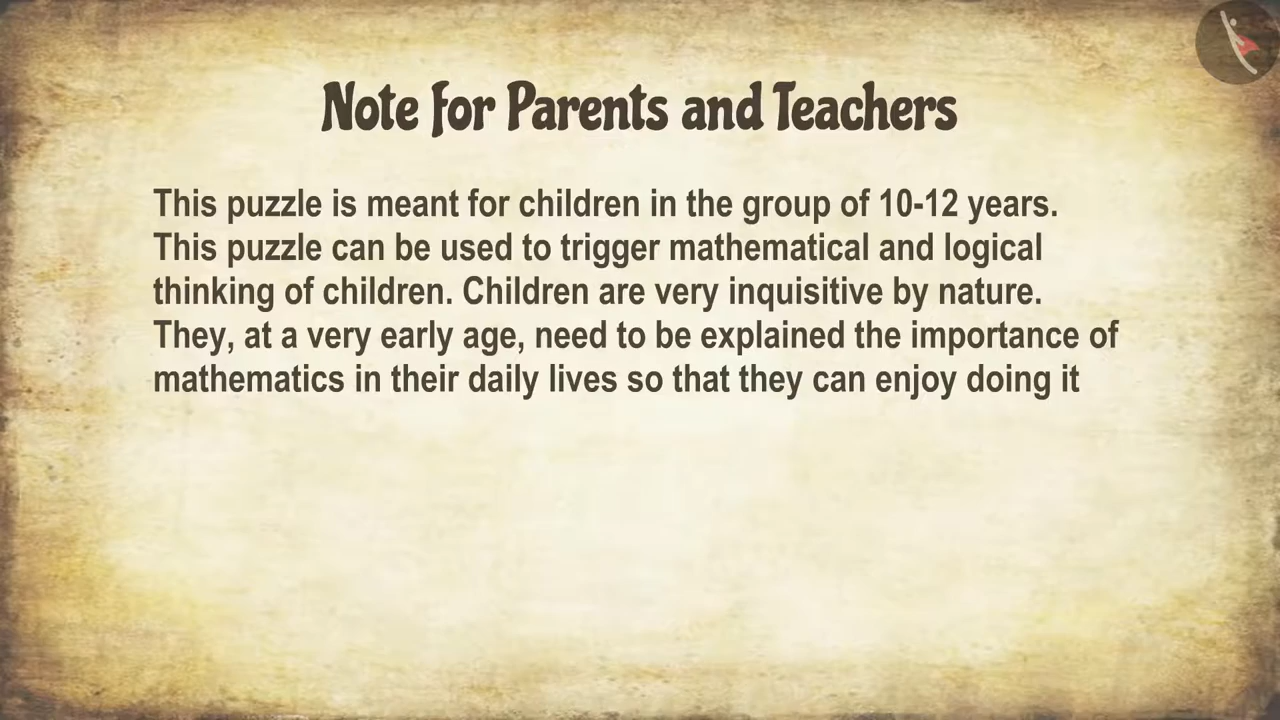 Note for Parents and Teachers
This puzzle is meant for children in the group of 10-12 years.
This puzzle can be used to trigger mathematical and logical
thinking of children. Children are very inquisitive by nature.
They, at a very early age, need to be explained the importance of
mathematics in their daily lives so that they can enjoy doing it